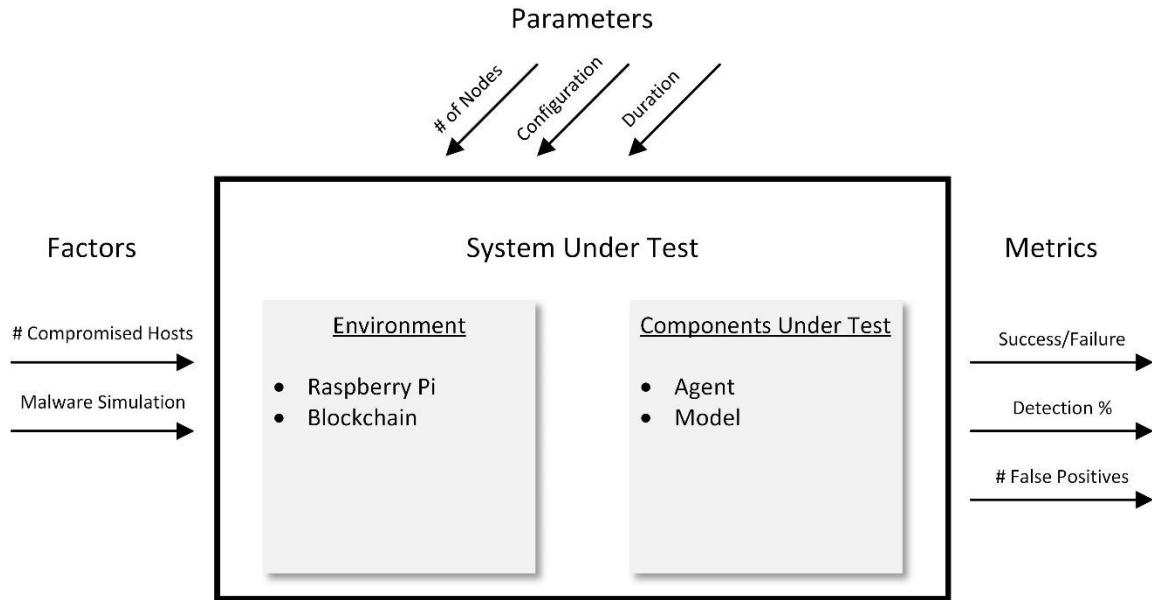 Parameters
# of Nodes
Configuration
Duration
Factors
System Under Test
Metrics
# Compromised Hosts
Malware Simulation
Environment
• Raspberry Pi
• Blockchain
Components Under Test
• Agent
• Model
Success/Failure
Detection %
# False Positives